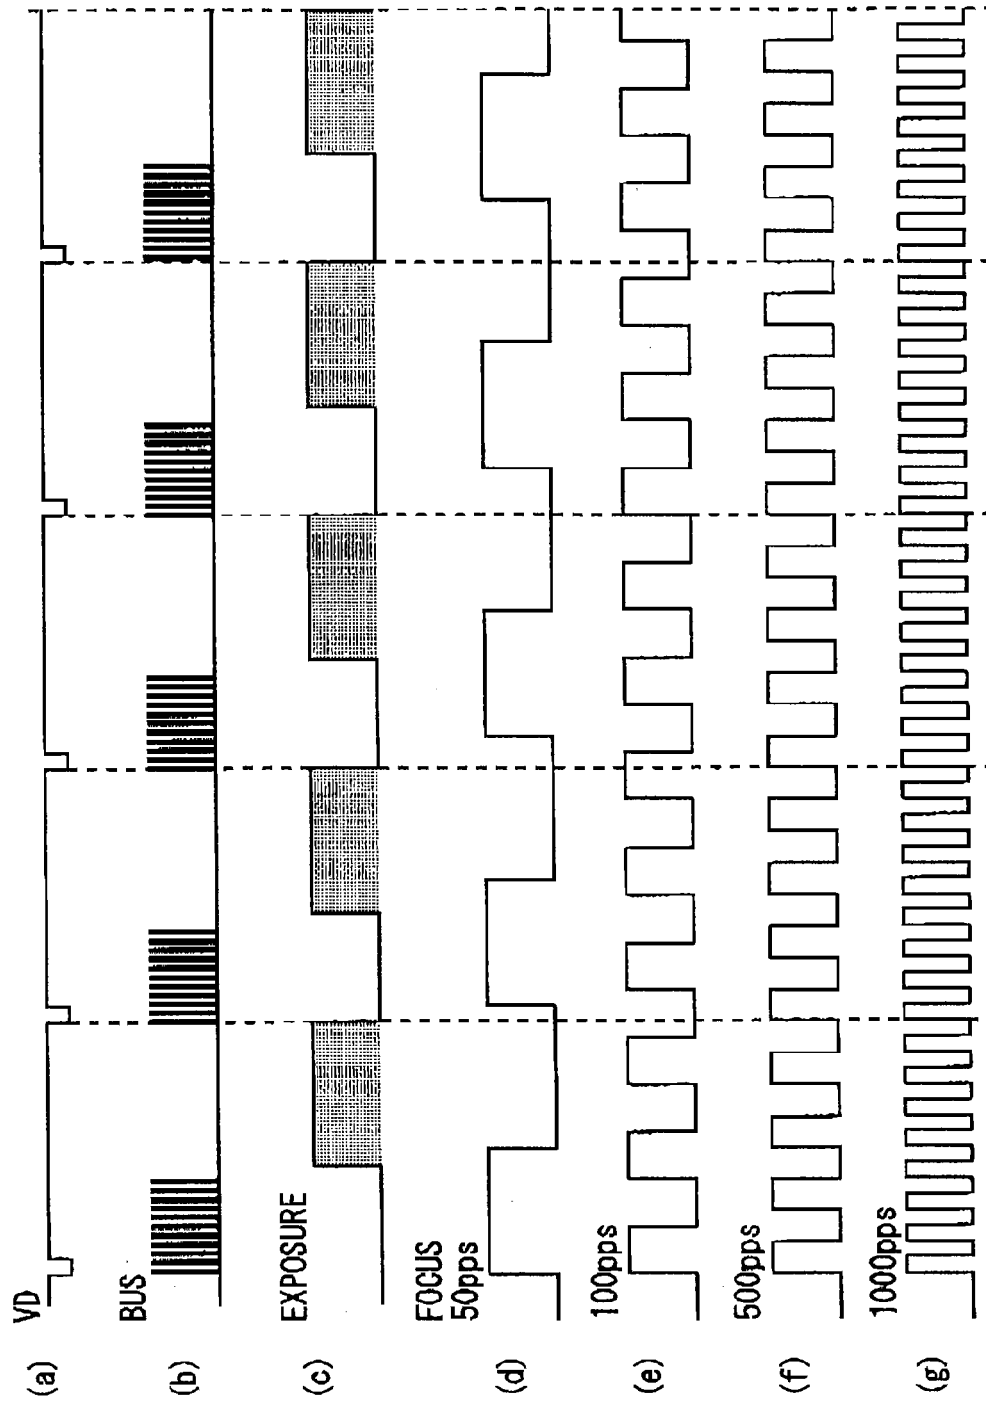 (a) VD
(b) BUS
(c) EXPOSURE
(d) FOCUS
50pps
(e) 100pps
(f) 500pps
(g) 1000pps